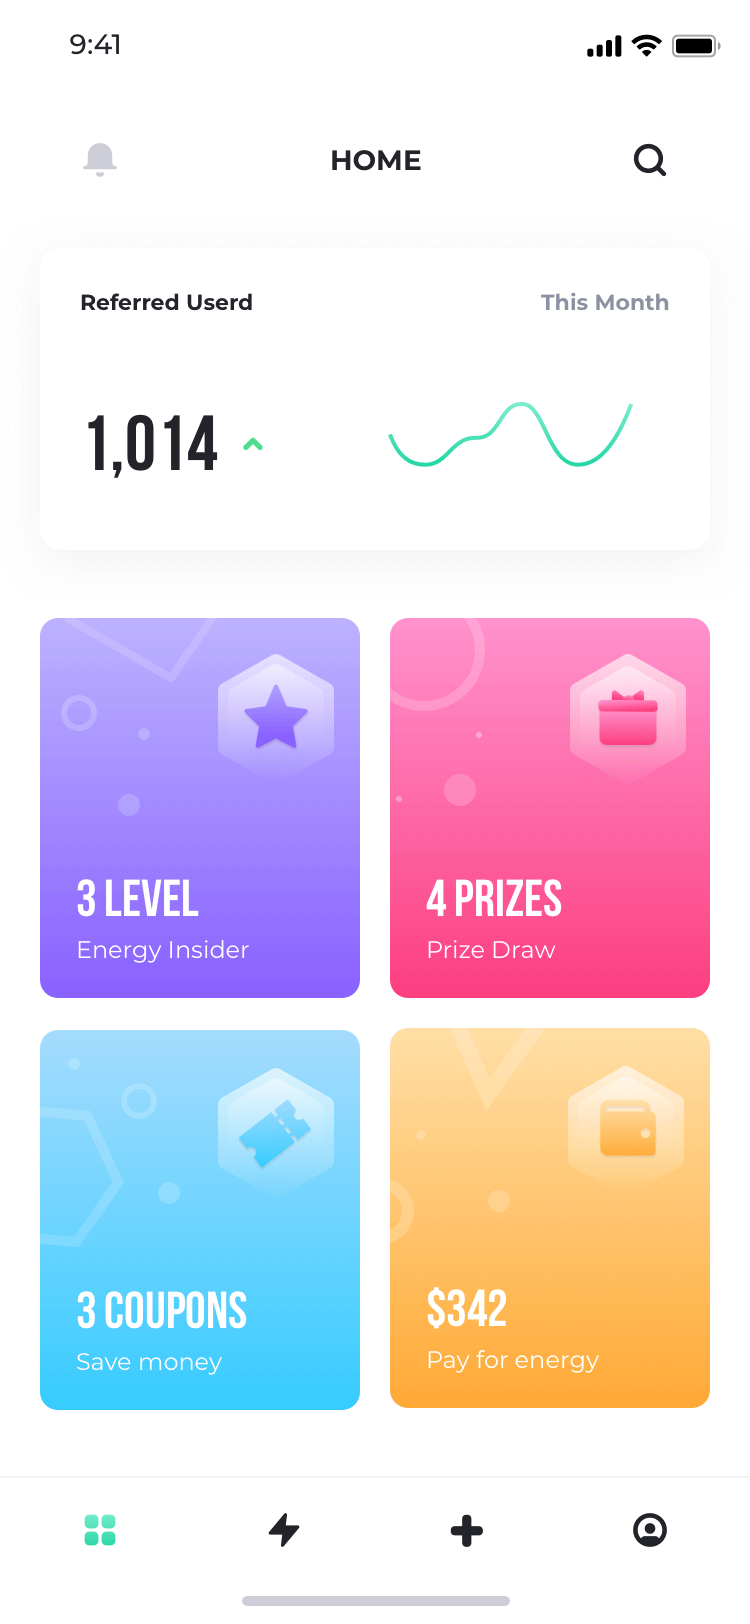 9:41
HOME
Referred Userd
This Month
1,014
3 LEVEL
Energy Insider
4 PRIZES
Prize Draw
3 COUPONS
Save money
$342
Pay for energy